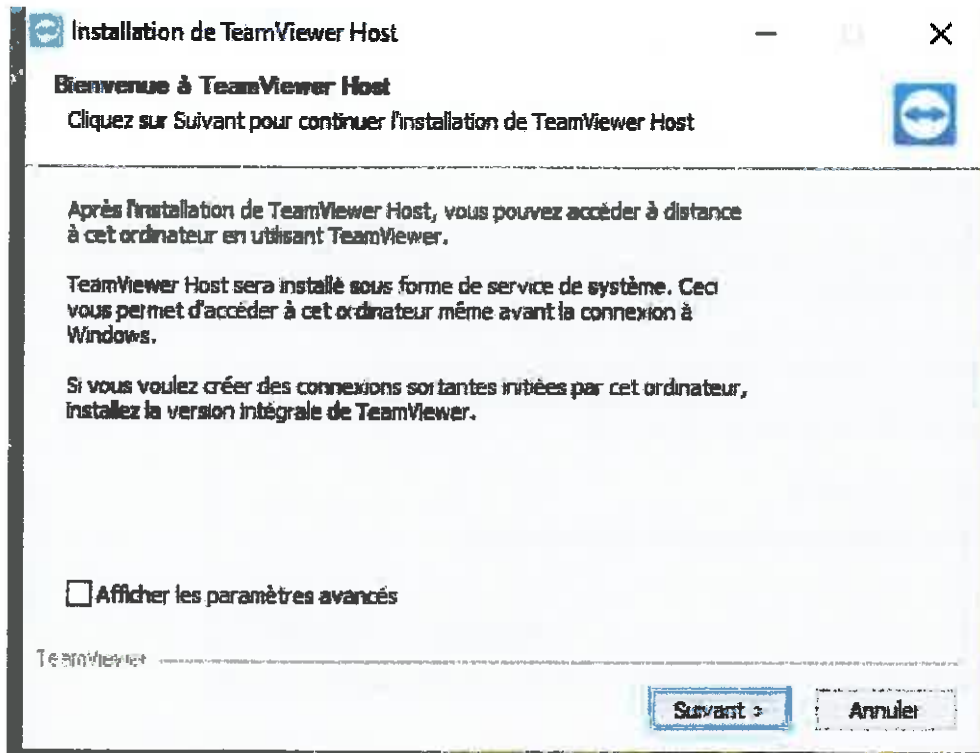 Installation de TeamViewer Host
Bienvenue à TeamViewer Host
Cliquez sur Suivant pour continuer l'installation de TeamViewer Host
Après l'installation de TeamViewer Host, vous pouvez accéder à distance
à cet ordinateur en utilisant TeamViewer.
TeamViewer Host sera installé sous forme de service de système. Ceci
vous permet d'accéder à cet ordinateur même avant la connexion à
Windows.
Si vous voulez créer des connexions sortantes initiées par cet ordinateur,
installez la version intégrale de TeamViewer.
Afficher les paramètres avancés
TeamViewer
Suivant >
Annuler